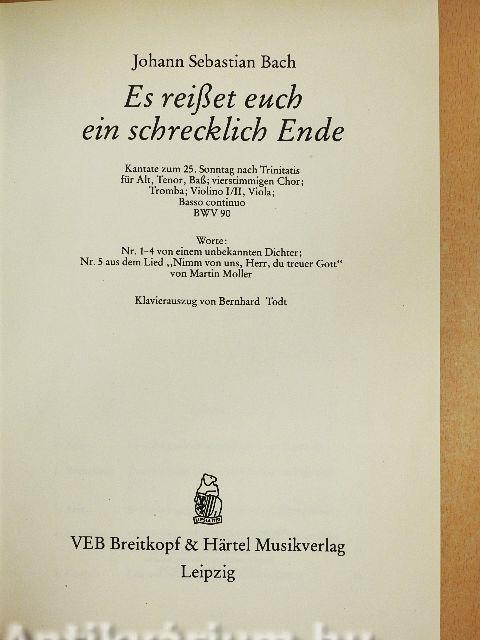 Johann Sebastian Bach
Es reißet euch
ein schrecklich Ende
Kantate zum 25. Sonntag nach Trinitatis
für Alt, Tenor, Baß; vierstimmigen Chor;
Tromba; Violino I/II, Viola;
Basso continuo
BWV 90
Worte:
Nr. 1–4 von einem unbekannten Dichter;
Nr. 5 aus dem Lied „Nimm von uns, Herr, du treuer Gott“
von Martin Moller
Klavierauszug von Bernhard Todt
VEB Breitkopf & Härtel Musikverlag
Leipzig
Antikvárium.hu